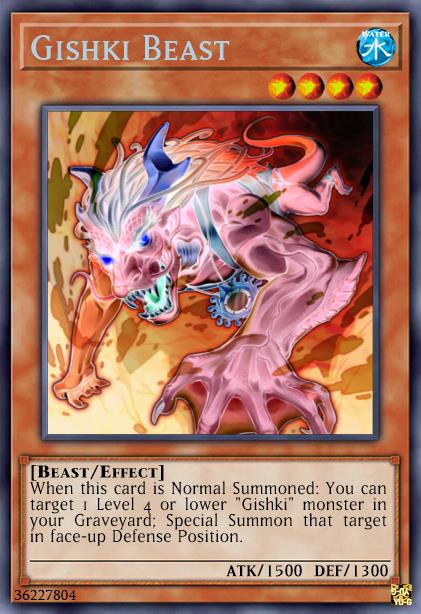 GISHKI BEAST
WATER
水
[BEAST/EFFECT]
When this card is Normal Summoned: You can
target 1 Level 4 or lower "Gishki" monster in
your Graveyard; Special Summon that target
in face-up Defense Position.
ATK/1500 DEF/1300
36227804